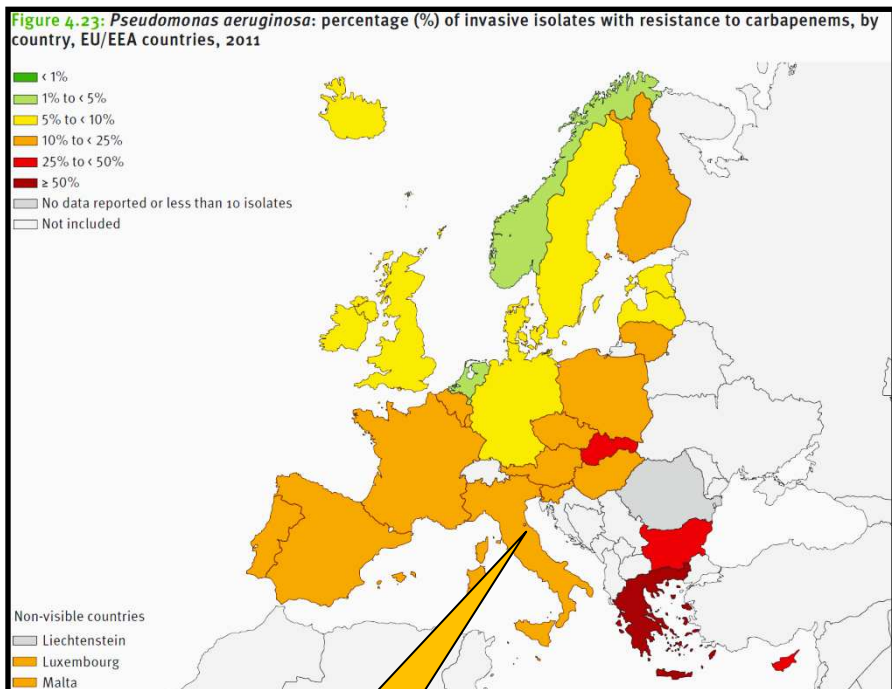 Figure 4.23: Pseudomonas aeruginosa: percentage (%) of invasive isolates with resistance to carbapenems, by
country, EU/EEA countries, 2011
< 1%
1% to < 5%
5% to < 10%
10% to < 25%
25% to < 50%
≥ 50%
No data reported or less than 10 isolates
Not included
Non-visible countries
Liechtenstein
Luxembourg
Malta